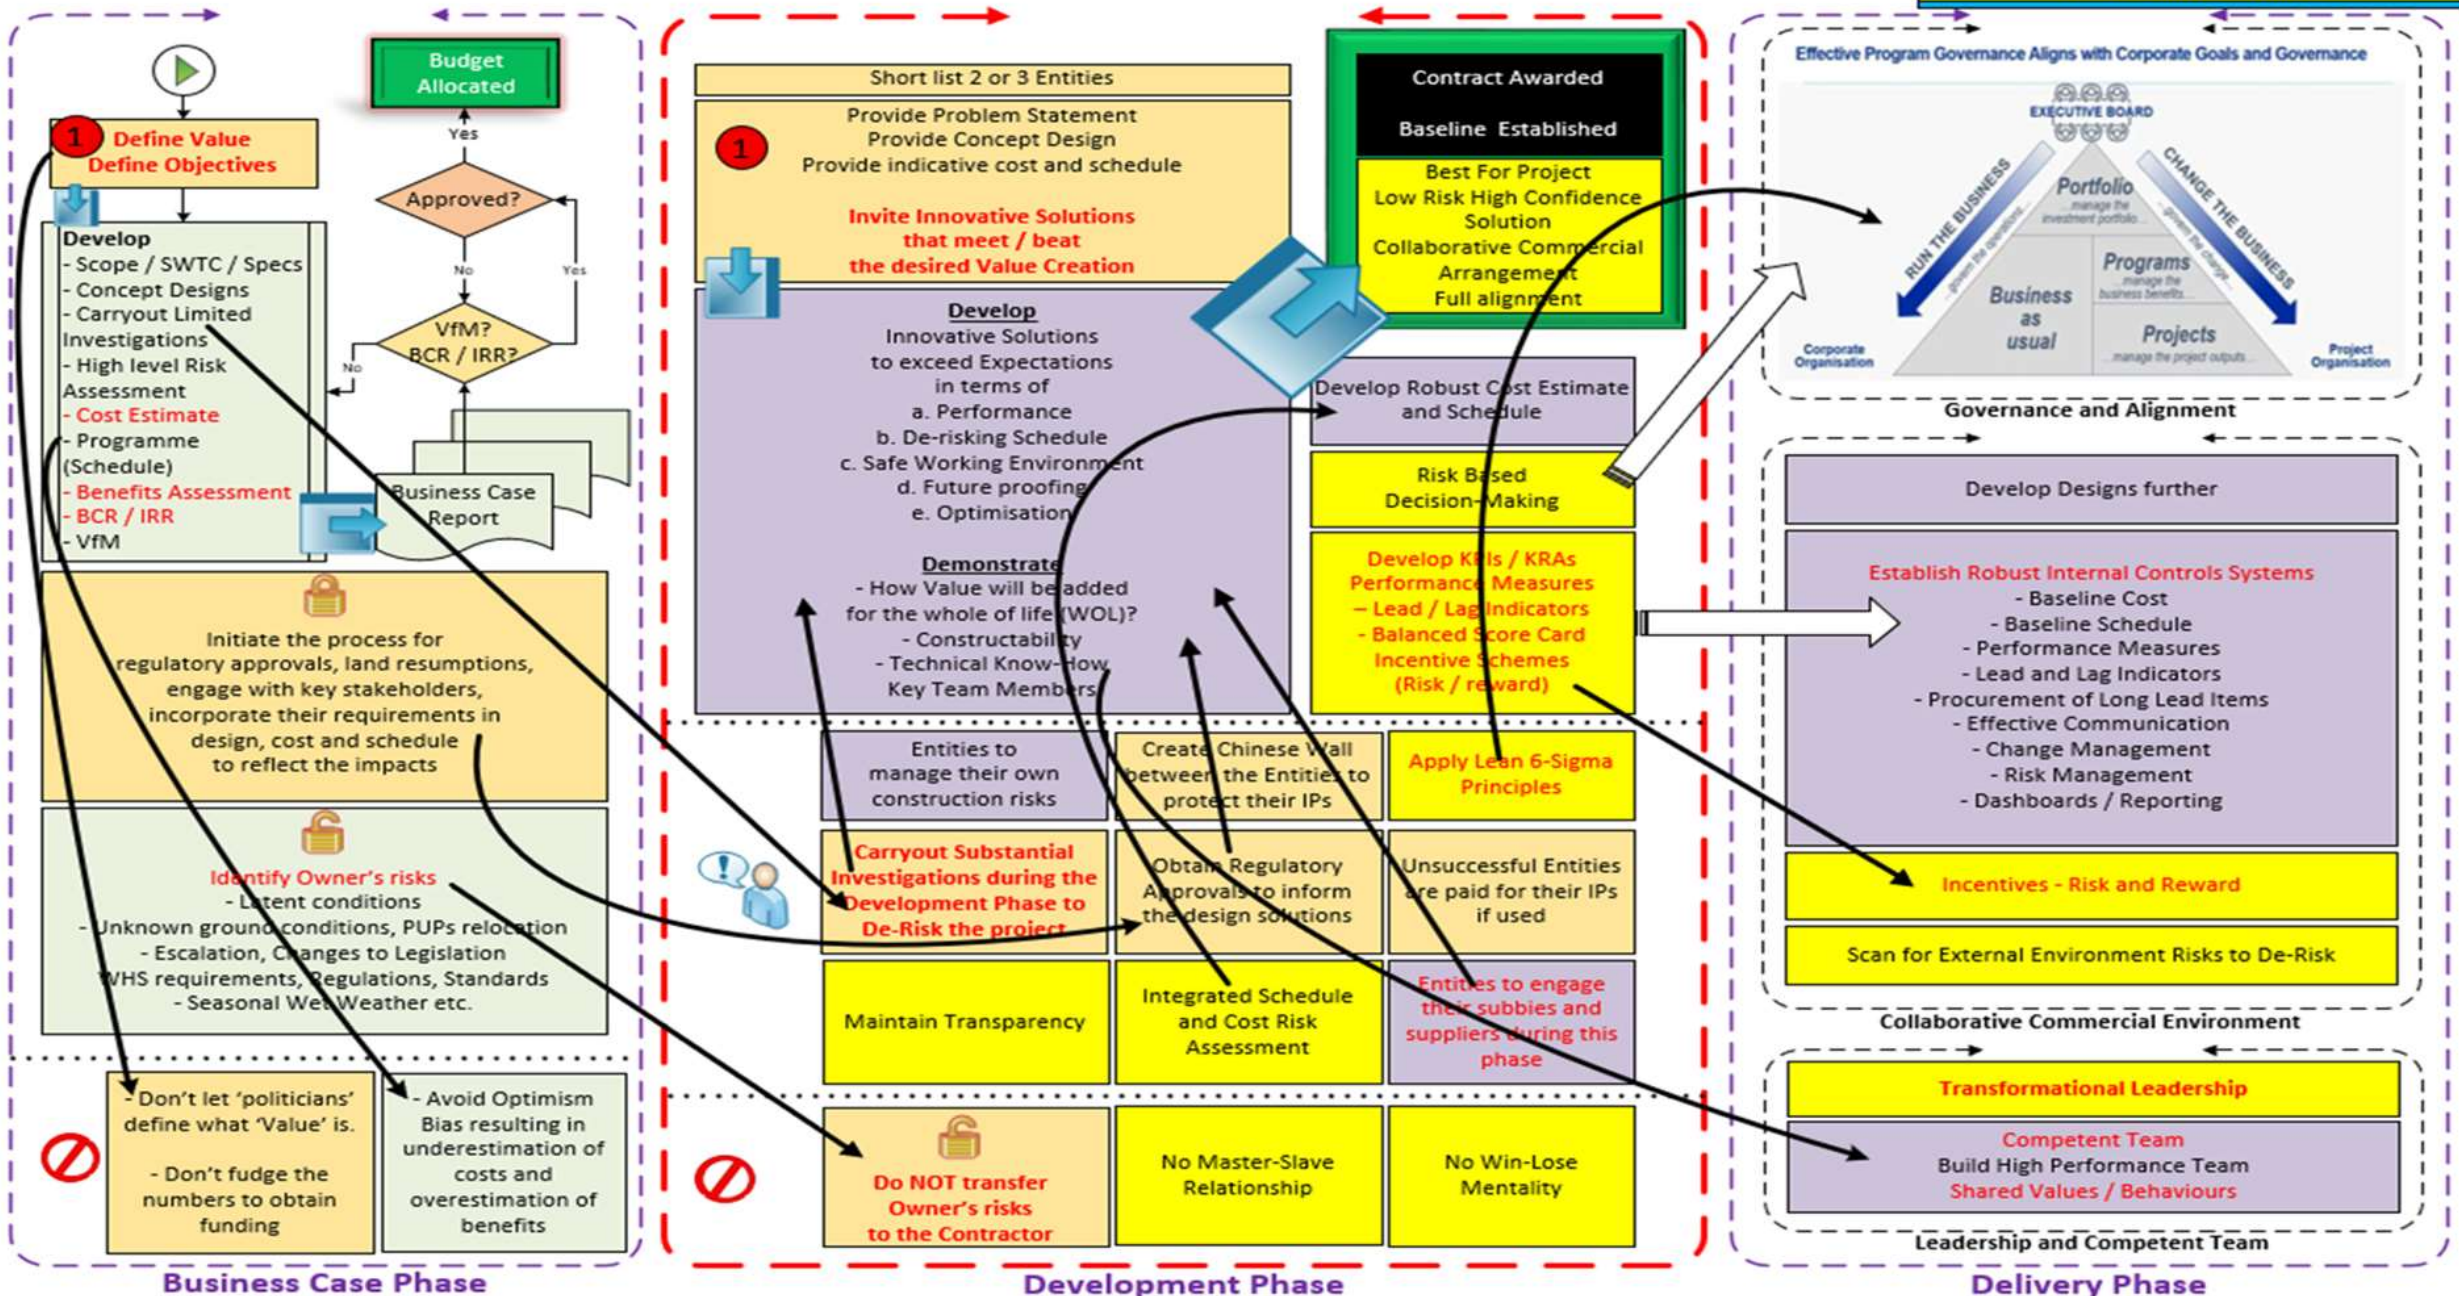 Budget
Allocated
1
Define Value
Define Objectives
Yes
Approved?
No
Yes
VfM?
BCR / IRR?
No
Develop
- Scope / SWTC / Specs
- Concept Designs
- Carryout Limited
Investigations
- High level Risk
Assessment
- Cost Estimate
- Programme
(Schedule)
- Benefits Assessment
- BCR / IRR
- VfM
Business Case
Report
Initiate the process for
regulatory approvals, land resumptions,
engage with key stakeholders,
incorporate their requirements in
design, cost and schedule
to reflect the impacts
Identify Owner's risks
- Latent conditions
- Unknown ground conditions, PUPs relocation
- Escalation, Changes to Legislation
WHS requirements, Regulations, Standards
- Seasonal Wet Weather etc.
- Don't let 'politicians'
define what 'Value' is.
- Don't fudge the
numbers to obtain
funding
- Avoid Optimism
Bias resulting in
underestimation of
costs and
overestimation of
benefits
Business Case Phase
Short list 2 or 3 Entities
1
Provide Problem Statement
Provide Concept Design
Provide indicative cost and schedule
Invite Innovative Solutions
that meet / beat
the desired Value Creation
Develop
Innovative Solutions
to exceed Expectations
in terms of
a. Performance
b. De-risking Schedule
c. Safe Working Environment
d. Future proofing
e. Optimisation
Demonstrate
- How Value will be added
for the whole of life (WOL)?
- Constructability
- Technical Know-How
Key Team Members
Contract Awarded
Baseline Established
Best For Project
Low Risk High Confidence
Solution
Collaborative Commercial
Arrangement
Full alignment
Develop Robust Cost Estimate
and Schedule
Risk Based
Decision-Making
Develop KPIs / KRAs
Performance Measures
– Lead / Lag Indicators
- Balanced Score Card
Incentive Schemes
(Risk / reward)
Entities to
manage their own
construction risks
Create Chinese Wall
between the Entities to
protect their IPs
Apply Lean 6-Sigma
Principles
Carryout Substantial
Investigations during the
Development Phase to
De-Risk the project
Obtain Regulatory
Approvals to inform
the design solutions
Unsuccessful Entities
are paid for their IPs
if used
Maintain Transparency
Integrated Schedule
and Cost Risk
Assessment
Entities to engage
their subbies and
suppliers during this
phase
Do NOT transfer
Owner's risks
to the Contractor
No Master-Slave
Relationship
No Win-Lose
Mentality
Development Phase
Effective Program Governance Aligns with Corporate Goals and Governance
EXECUTIVE BOARD
RUN THE BUSINESS
...govern the operations...
CHANGE THE BUSINESS
...govern the change...
Portfolio
...manage the
investment portfolio...
Programs
...manage the
business benefits...
Business
as
usual
Projects
...manage the project outputs...
Corporate
Organisation
Project
Organisation
Governance and Alignment
Develop Designs further
Establish Robust Internal Controls Systems
- Baseline Cost
- Baseline Schedule
- Performance Measures
- Lead and Lag Indicators
- Procurement of Long Lead Items
- Effective Communication
- Change Management
- Risk Management
- Dashboards / Reporting
Incentives - Risk and Reward
Scan for External Environment Risks to De-Risk
Collaborative Commercial Environment
Transformational Leadership
Competent Team
Build High Performance Team
Shared Values / Behaviours
Leadership and Competent Team
Delivery Phase